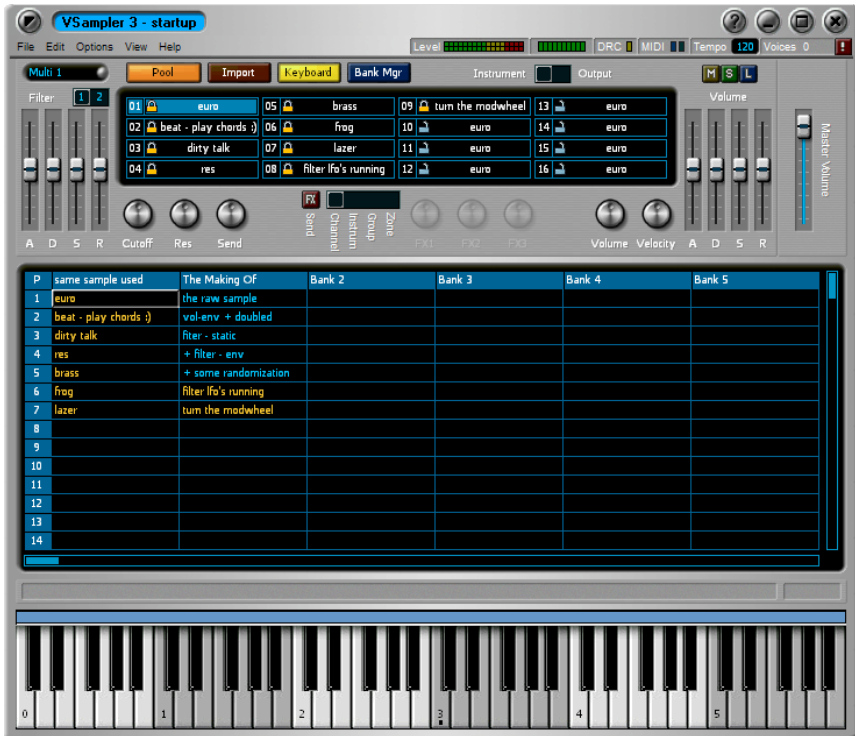 VSampler 3 - startup
File Edit Options View Help Level DRC MIDI Tempo 120 Voices 0 !
Multi 1 Pool Import Keyboard Bank Mgr Instrument Output M S L
Filter 1 2 Volume
01 euro 05 brass 09 turn the modwheel 13 euro
02 beat - play chords :) 06 frog 10 euro 14 euro
03 dirty talk 07 lazer 11 euro 15 euro
04 res 08 filter lfo's running 12 euro 16 euro
Master Volume
FX
Send Channel Instrum Group Zone
A D S R Cutoff Res Send FX1 FX2 FX3 Volume Velocity A D S R
P same sample used The Making Of Bank 2 Bank 3 Bank 4 Bank 5
1 euro the raw sample
2 beat - play chords :) vol-env + doubled
3 dirty talk fiter - static
4 res + filter - env
5 brass + some randomization
6 frog filter lfo's running
7 lazer turn the modwheel
8
9
10
11
12
13
14
0 1 2 3 4 5